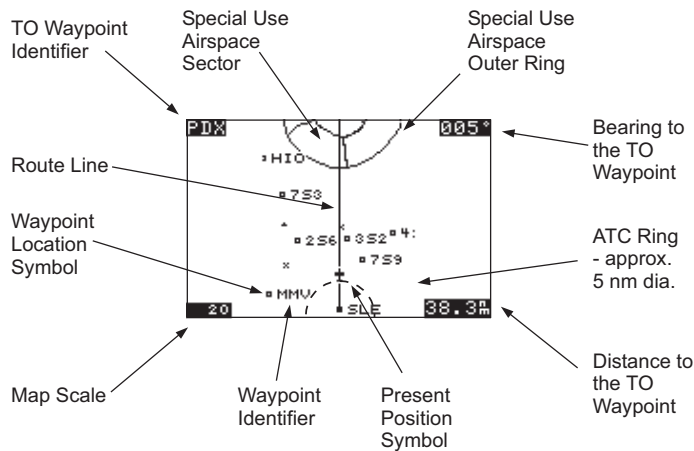 TO Waypoint
Identifier
Special Use
Airspace
Sector
Special Use
Airspace
Outer Ring
PDX
005°
HIO
Bearing to
the TO
Waypoint
Route Line
7S3
Waypoint
Location
Symbol
2S6
3S2
4:
7S9
ATC Ring
- approx.
5 nm dia.
MMV
20
SLE
38.3nm
Map Scale
Waypoint
Identifier
Present
Position
Symbol
Distance to
the TO
Waypoint